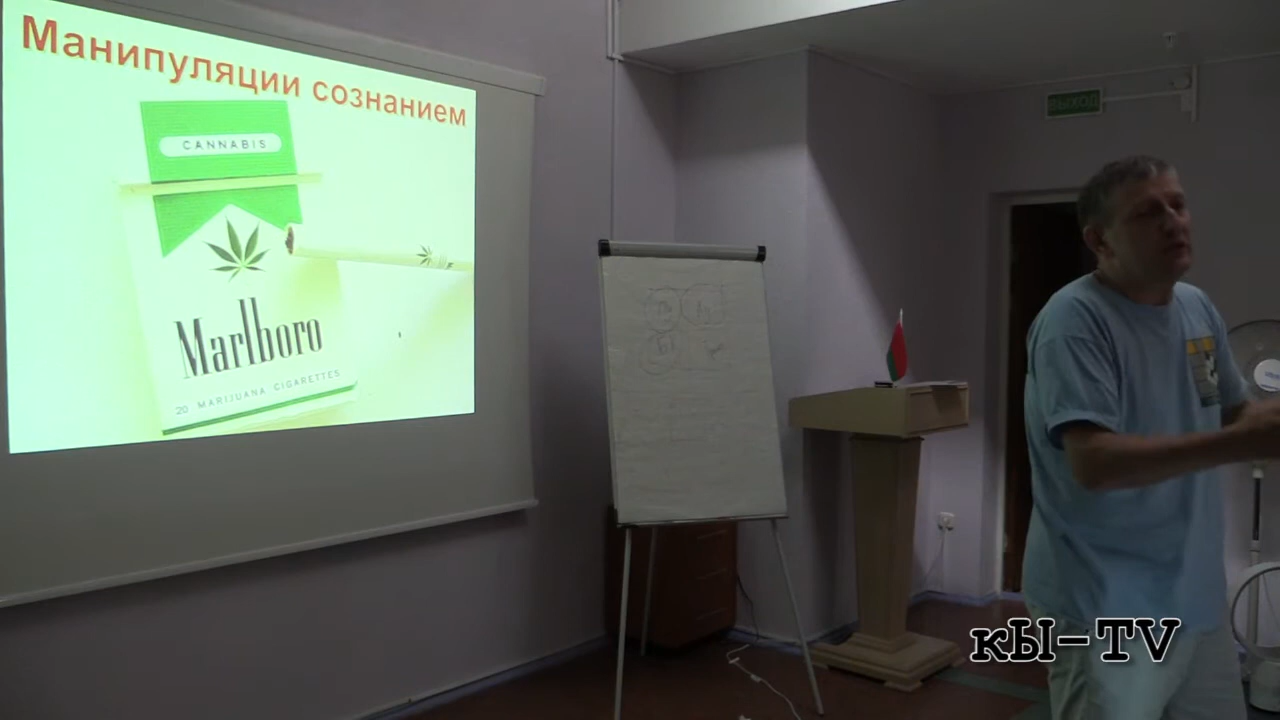 Манипуляции сознанием
CANNABIS
Marlboro
20 MARIJUANA CIGARETTES
ВЫХОД
кЫ-TV